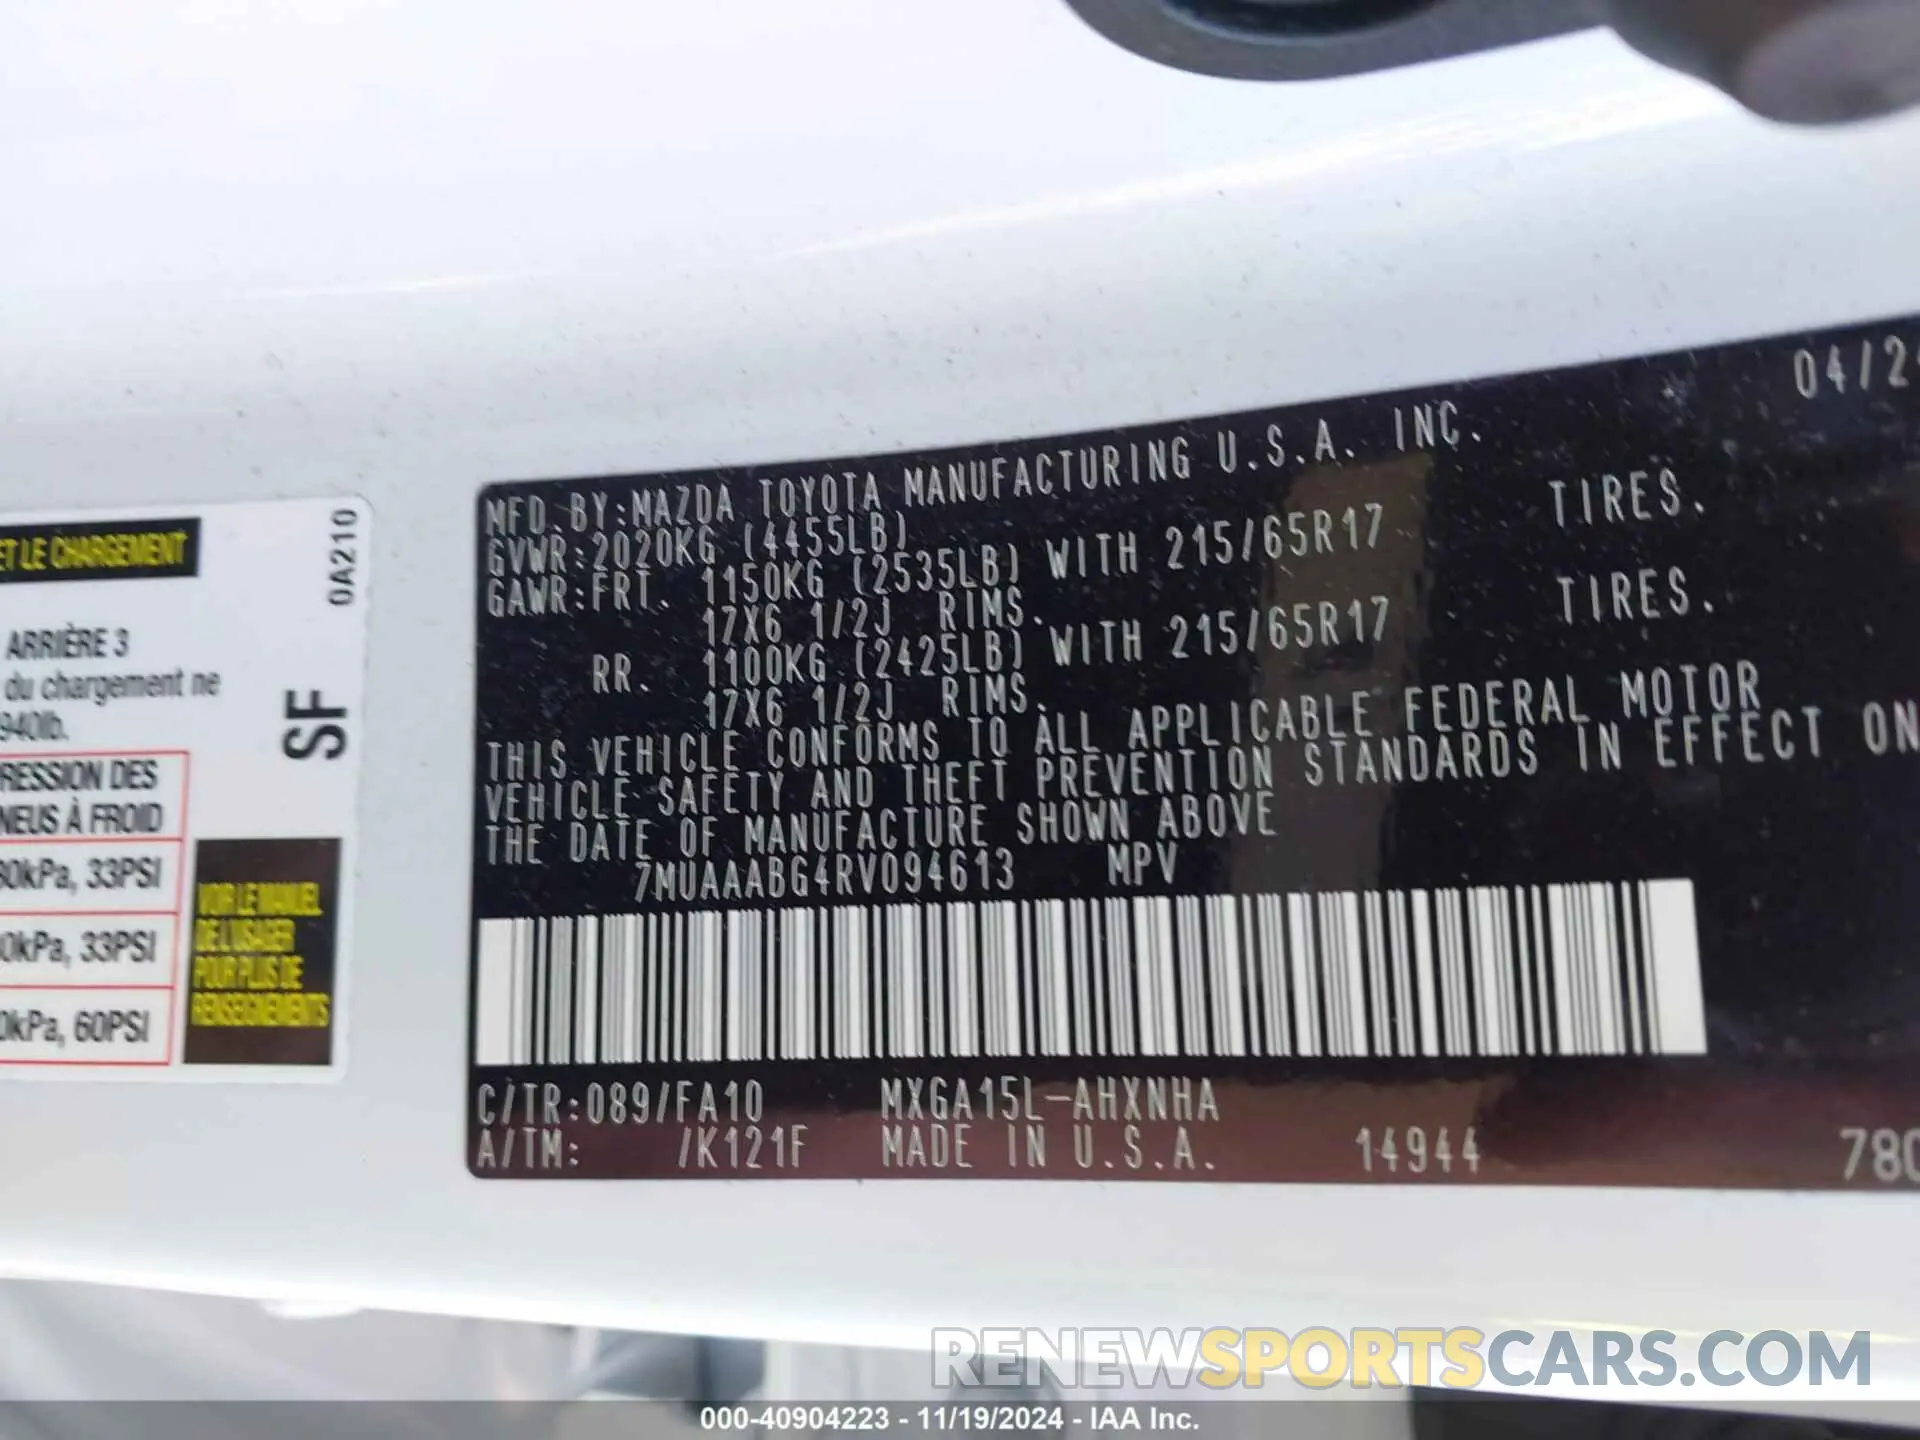 ET LE CHARGEMENT
0A210
ARRIÈRE 3
du chargement ne
940lb.
SF
RESSION DES
NEUS À FROID
30kPa, 33PSI
0kPa, 33PSI
0kPa, 60PSI
VOIR LE MANUEL
DE L'USAGER
POUR PLUS DE
RENSEIGNEMENTS
04/2
MFD.BY:MAZDA TOYOTA MANUFACTURING U.S.A. INC.
GVWR:2020KG (4455LB)
GAWR:FRT. 1150KG (2535LB) WITH 215/65R17 TIRES.
17X6 1/2J RIMS.
RR. 1100KG (2425LB) WITH 215/65R17 TIRES.
17X6 1/2J RIMS.
THIS VEHICLE CONFORMS TO ALL APPLICABLE FEDERAL MOTOR
VEHICLE SAFETY AND THEFT PREVENTION STANDARDS IN EFFECT ON
THE DATE OF MANUFACTURE SHOWN ABOVE
7MUAAABG4RV094613 MPV
C/TR:089/FA10 MXGA15L-AHXNHA
A/TM: /K121F MADE IN U.S.A. 14944 780
RENEWSPORTSCARS.COM
000-40904223 - 11/19/2024 - IAA Inc.